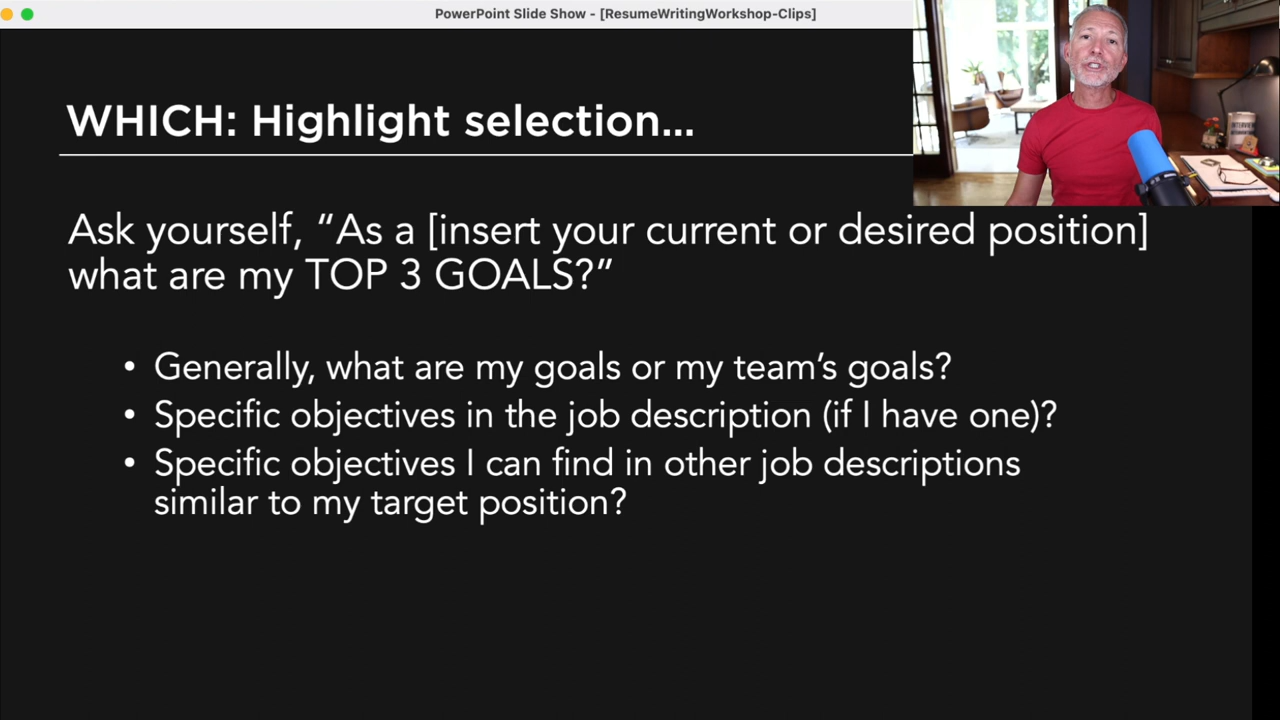 PowerPoint Slide Show - [ResumeWritingWorkshop-Clips]
WHICH: Highlight selection...
Ask yourself, “As a [insert your current or desired position]
what are my TOP 3 GOALS?”
• Generally, what are my goals or my team’s goals?
• Specific objectives in the job description (if I have one)?
• Specific objectives I can find in other job descriptions
similar to my target position?
INTERVIEW